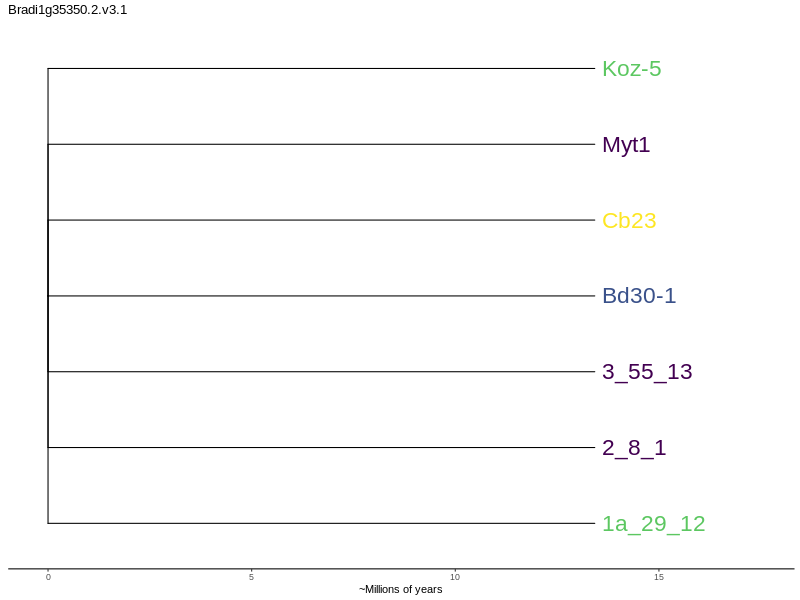 Bradi1g35350.2.v3.1
Koz-5
Myt1
Cb23
Bd30-1
3_55_13
2_8_1
1a_29_12
0 5 10 15
~Millions of years